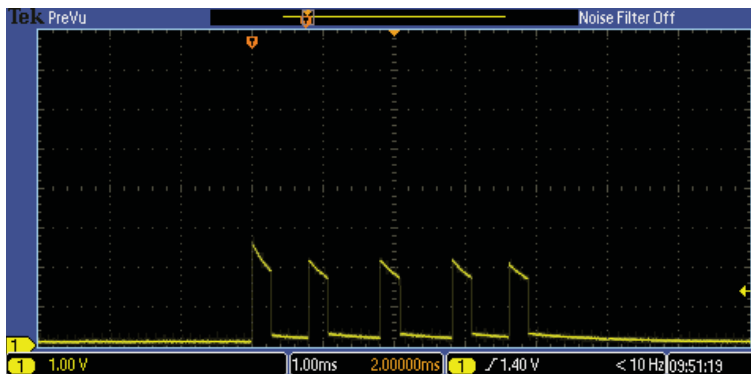 Tek PreVu Noise Filter Off
T
T
1
1 1.00 V 1.00ms 2.00000ms 1 / 1.40 V < 10 Hz 09:51:19